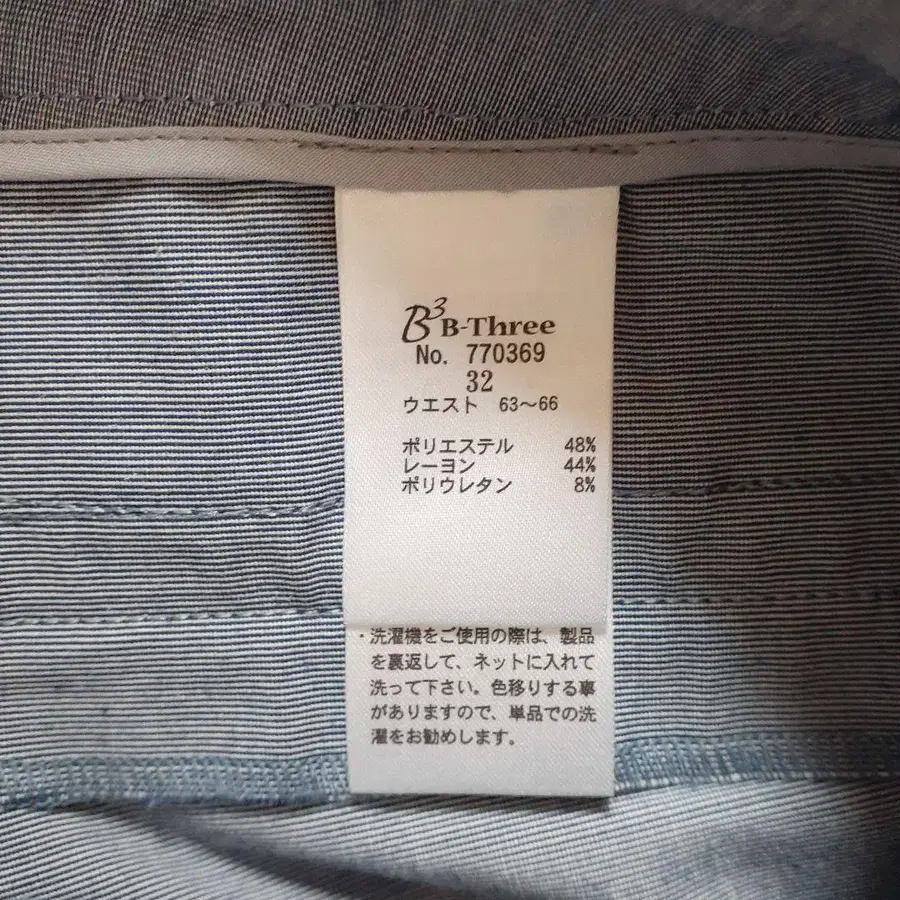 B³ B-Three
No. 770369
32
ウエスト 63〜66
ポリエステル 48%
レーヨン 44%
ポリウレタン 8%
・洗濯機をご使用の際は、製品
を裏返して、ネットに入れて
洗って下さい。色移りする事
がありますので、単品での洗
濯をお勧めします。